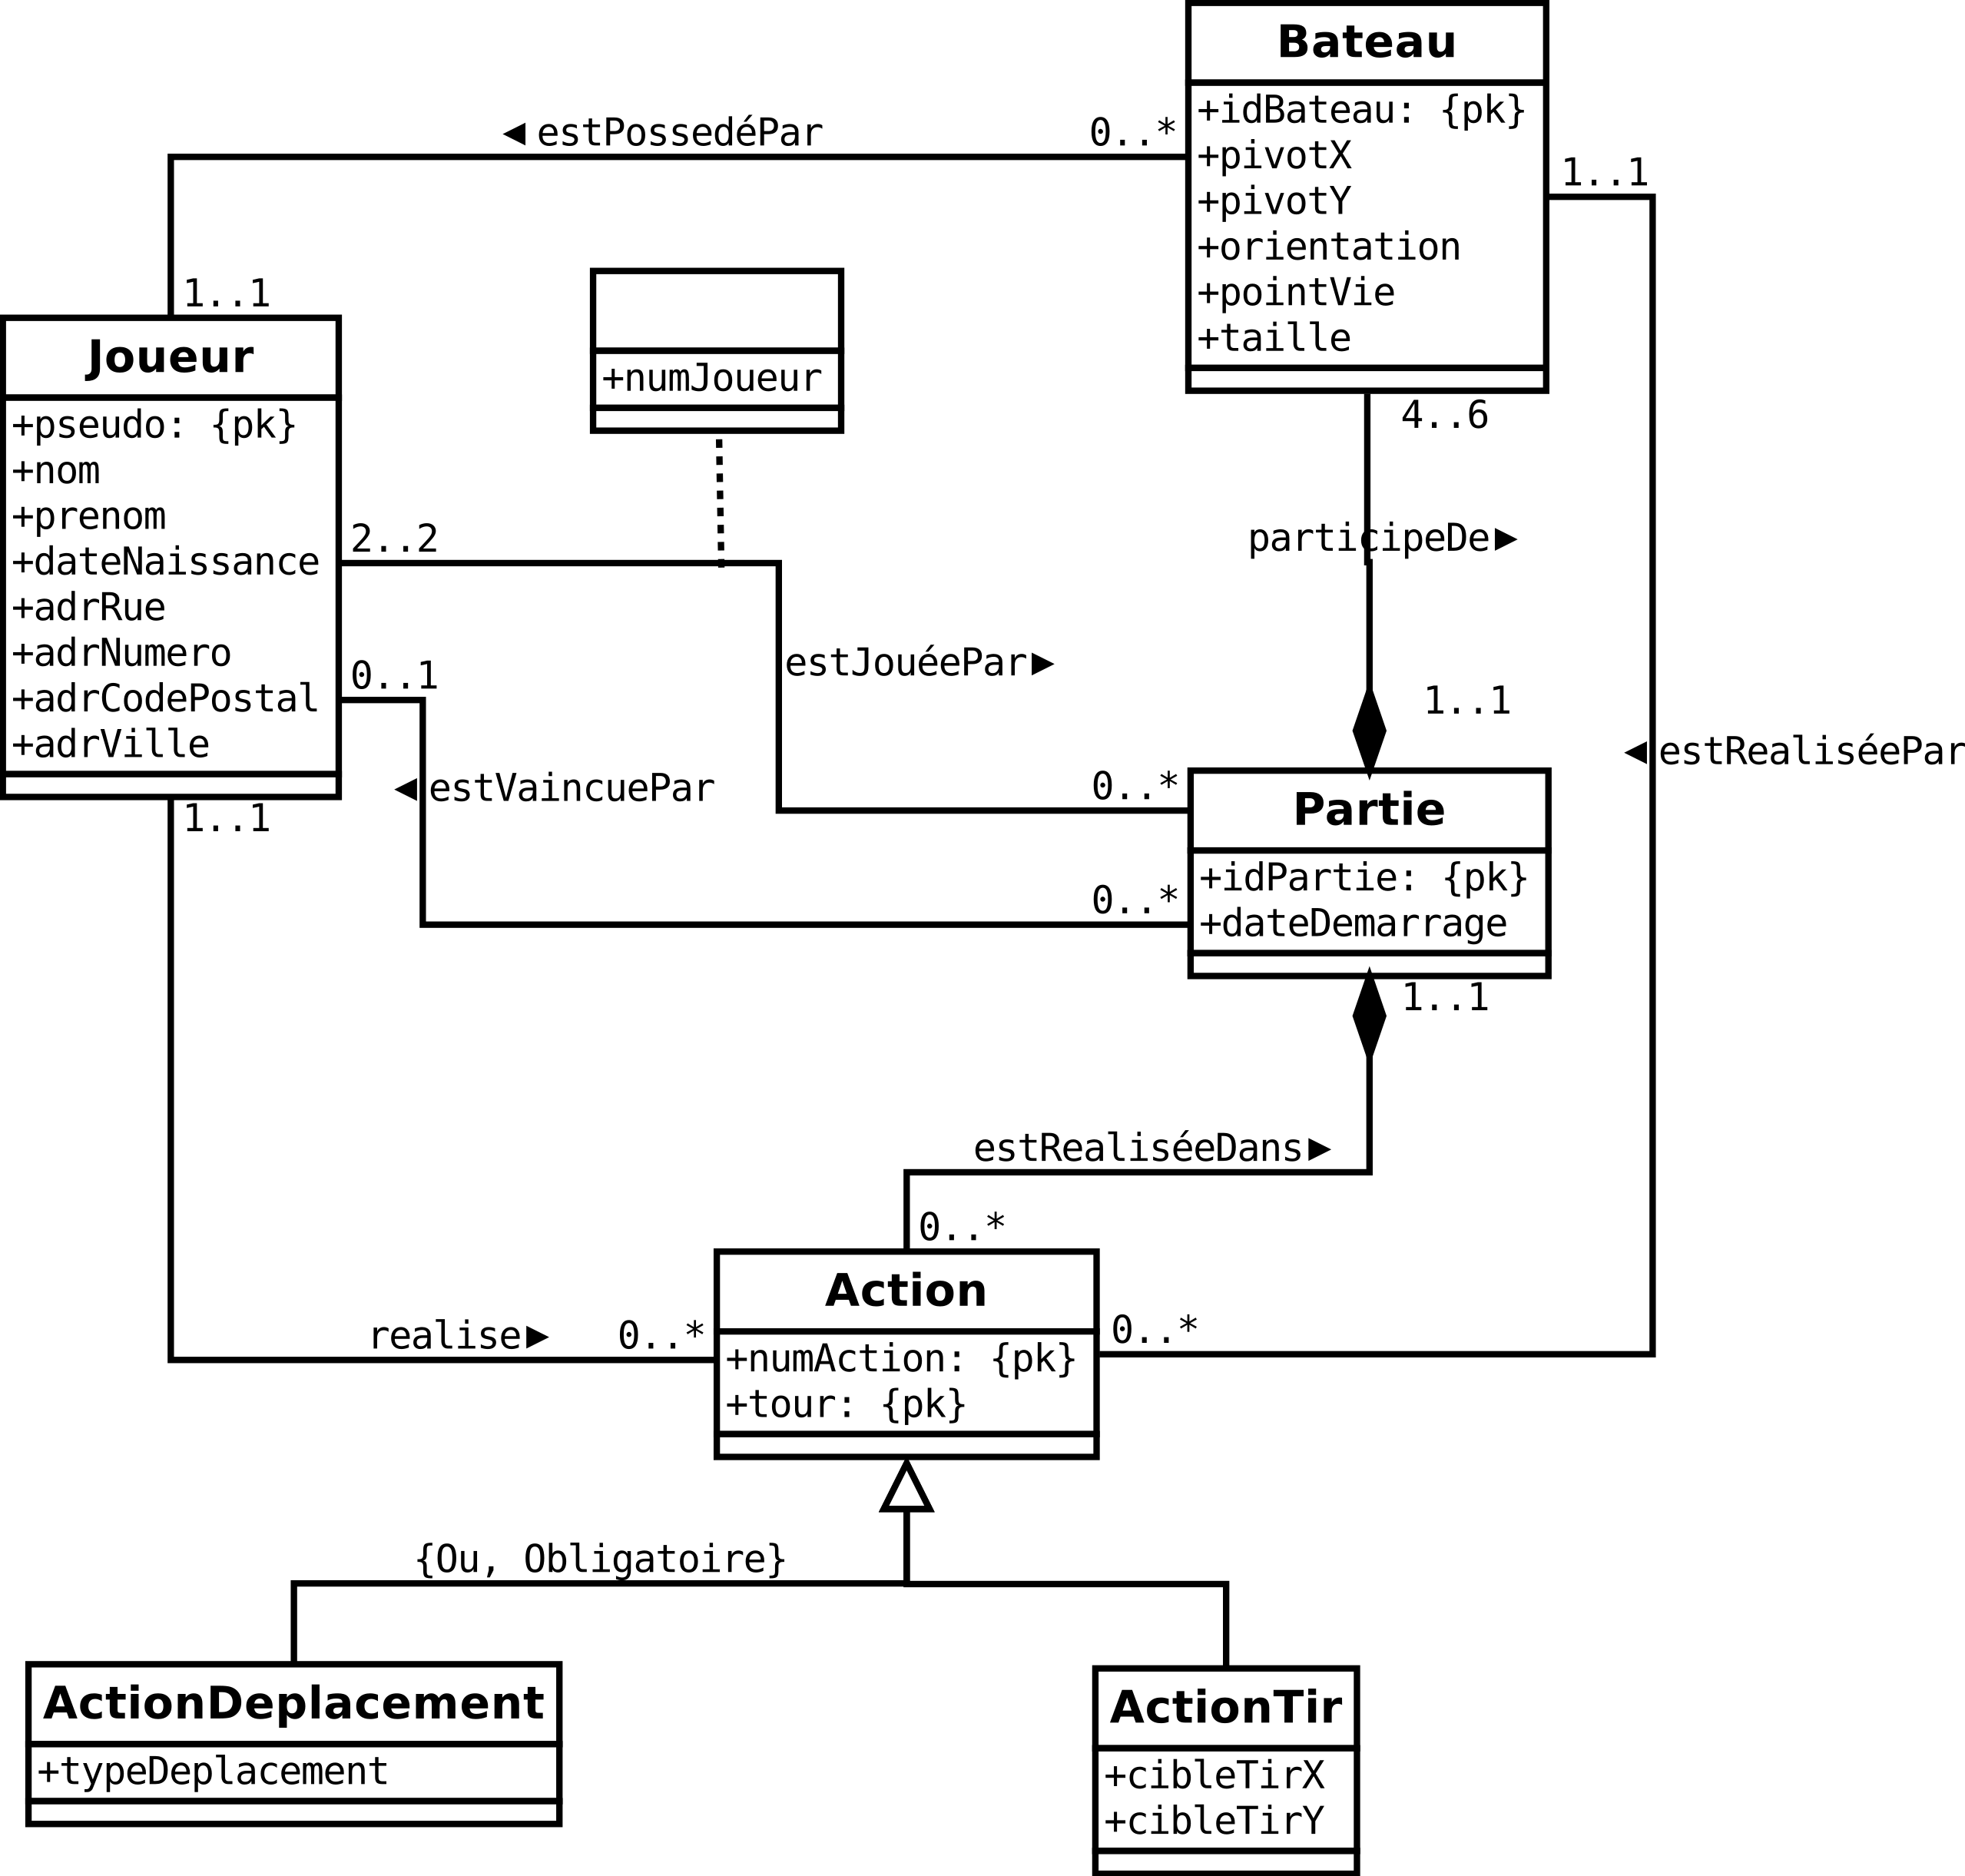 Bateau
+idBateau: {pk}
+pivotX
+pivotY
+orientation
+pointVie
+taille
◀ estPossedéPar
0..*
1..1
1..1
Joueur
+pseudo: {pk}
+nom
+prenom
+dateNaissance
+adrRue
+adrNumero
+adrCodePostal
+adrVille
+numJoueur
4..6
2..2
participeDe▶
estJouéePar▶
0..1
1..1
◀ estVaincuePar
◀ estRealiséePar
0..*
1..1
Partie
+idPartie: {pk}
+dateDemarrage
0..*
1..1
estRealiséeDans▶
0..*
Action
+numAction: {pk}
+tour: {pk}
realise▶
0..*
0..*
{Ou, Obligatoire}
ActionDeplacement
+typeDeplacement
ActionTir
+cibleTirX
+cibleTirY